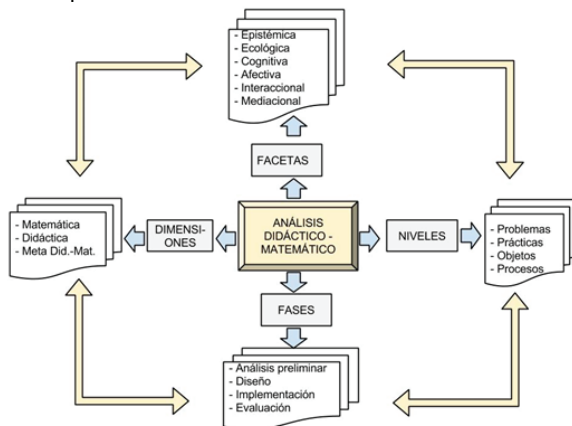 - Epistémica
- Ecológica
- Cognitiva
- Afectiva
- Interaccional
- Mediacional
FACETAS
- Matemática
- Didáctica
- Meta Did.-Mat.
DIMENSI-
ONES
ANÁLISIS
DIDÁCTICO -
MATEMÁTICO
NIVELES
- Problemas
- Prácticas
- Objetos
- Procesos
FASES
- Análisis preliminar
- Diseño
- Implementación
- Evaluación